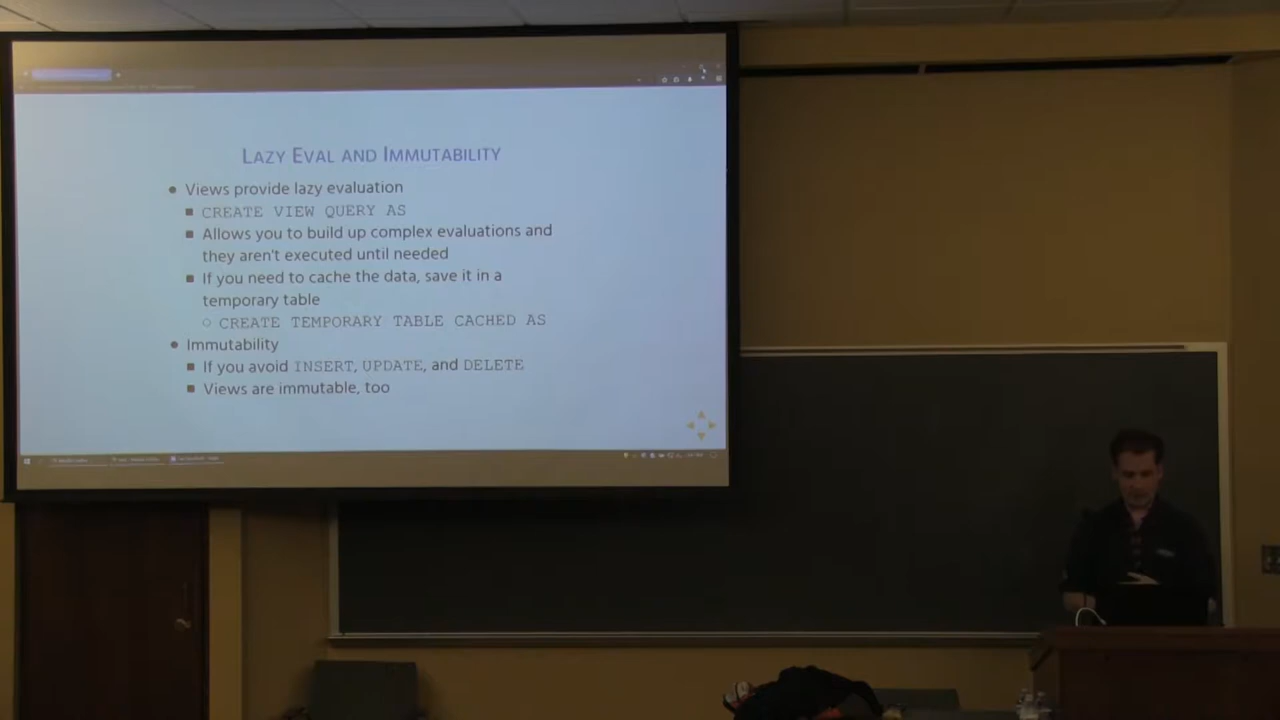 LAZY EVAL AND IMMUTABILITY
Views provide lazy evaluation
CREATE VIEW QUERY AS
Allows you to build up complex evaluations and
they aren't executed until needed
If you need to cache the data, save it in a
temporary table
CREATE TEMPORARY TABLE CACHED AS
Immutability
If you avoid INSERT, UPDATE, and DELETE
Views are immutable, too